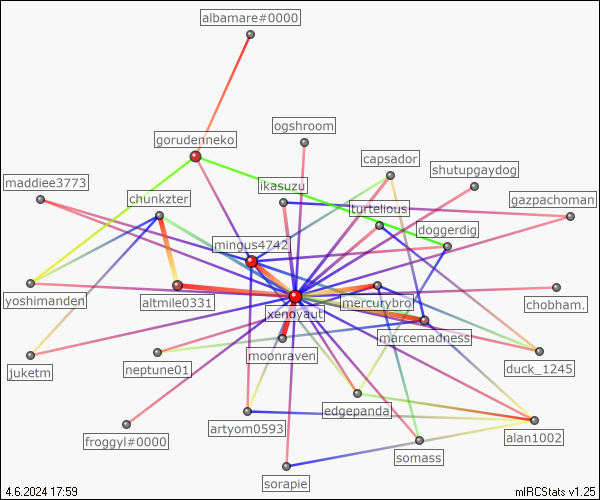 albamare#0000
ogshroom
gorudenneko
capsador
shutupgaydog
maddiee3773
chunkzter
ikasuzu
gazpachoman
turtelious
doggerdig
mingus4742
yoshimanden
altmile0331
mercurybro
chobham.
xenoyaut
marcemadness
moonraven
juketm
neptune01
duck_1245
edgepanda
artyom0593
froggyl#0000
alan1002
somass
sorapie
4.6.2024 17:59
mIRCStats v1.25